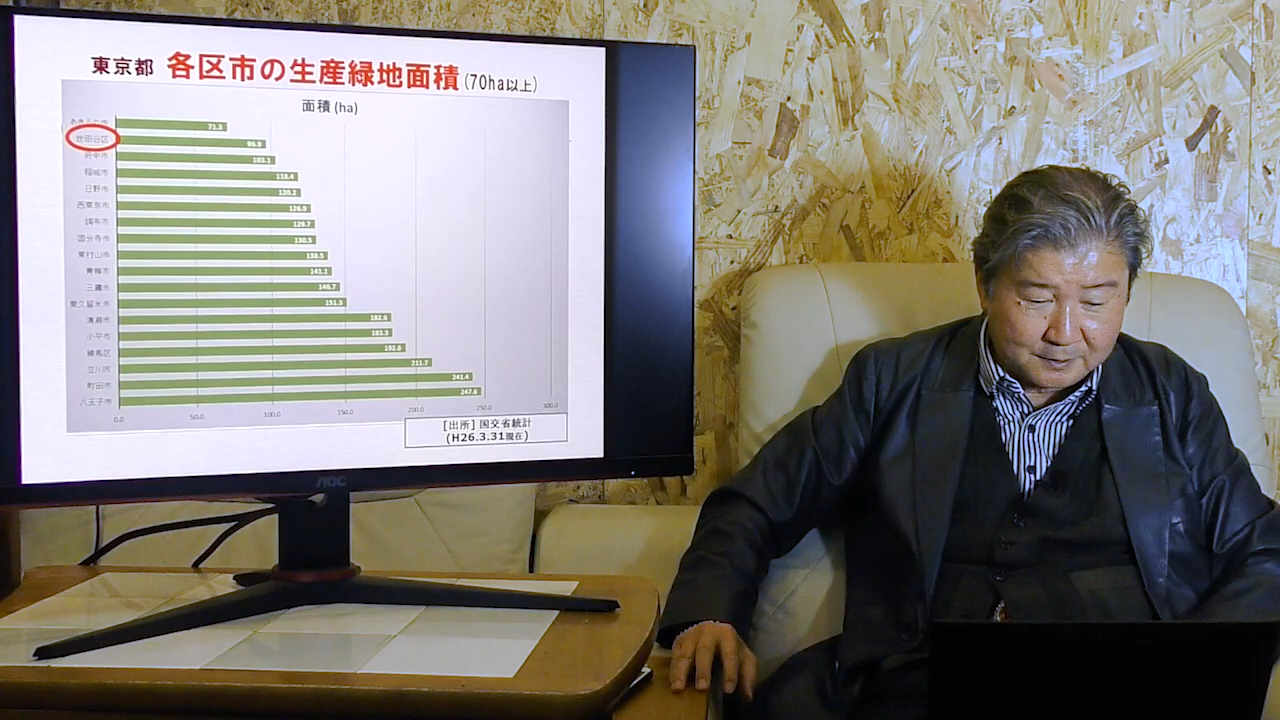 東京都 各区市の生産緑地面積(70ha以上)
面積(ha)
あきる野市 71.3
世田谷区 96.9
府中市 103.1
稲城市 118.4
日野市 120.2
西東京市 126.9
調布市 129.7
国分寺市 130.5
東村山市 138.5
青梅市 141.1
三鷹市 146.7
東久留米市 151.3
清瀬市 182.6
小平市 183.3
練馬区 192.6
立川市 211.7
町田市 241.4
八王子市 247.8
0.0 50.0 100.0 150.0 200.0 250.0 300.0
[出所] 国交省統計
(H26.3.31現在)
AOC